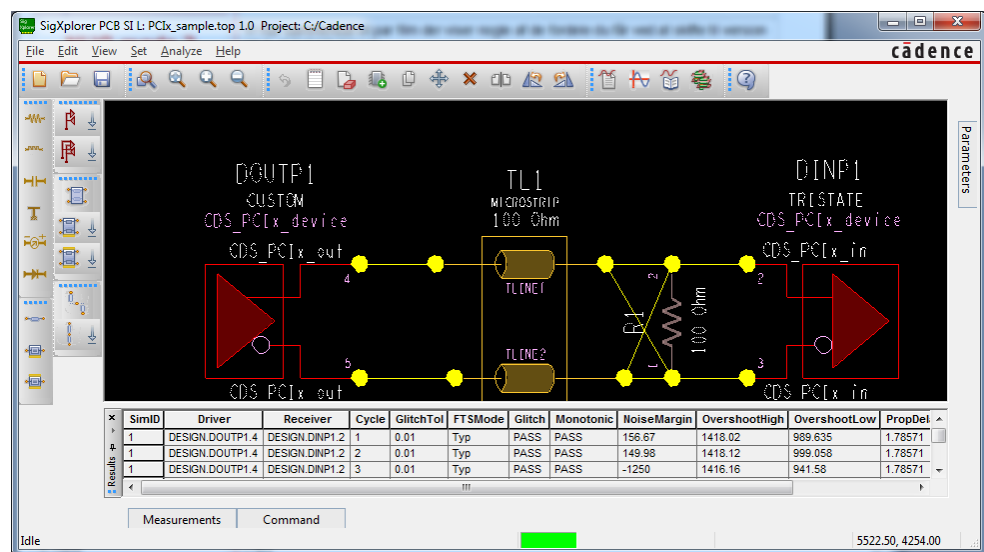 SigXplorer PCB SI L: PCIx_sample.top 1.0 Project: C:/Cadence
File Edit View Set Analyze Help
cādence
Parameters
DOUTP1
CUSTOM
CDS_PCIx_device
CDS_PCIx_out
4
5
CDS_PCIx_out
TL1
MICROSTRIP
100 Ohm
TLINE1
TLINE2
R1
2
1
100 Ohm
DINP1
TRISTATE
CDS_PCIx_device
CDS_PCIx_in
2
3
CDS_PCIx_in
Results
SimID Driver Receiver Cycle GlitchTol FTSMode Glitch Monotonic NoiseMargin OvershootHigh OvershootLow PropDel
1 DESIGN.DOUTP1.4 DESIGN.DINP1.2 1 0.01 Typ PASS PASS 156.67 1418.02 989.635 1.78571
1 DESIGN.DOUTP1.4 DESIGN.DINP1.2 2 0.01 Typ PASS PASS 149.98 1418.12 999.058 1.78571
1 DESIGN.DOUTP1.4 DESIGN.DINP1.2 3 0.01 Typ PASS PASS -1250 1416.16 941.58 1.78571
Measurements Command
Idle
5522.50, 4254.00